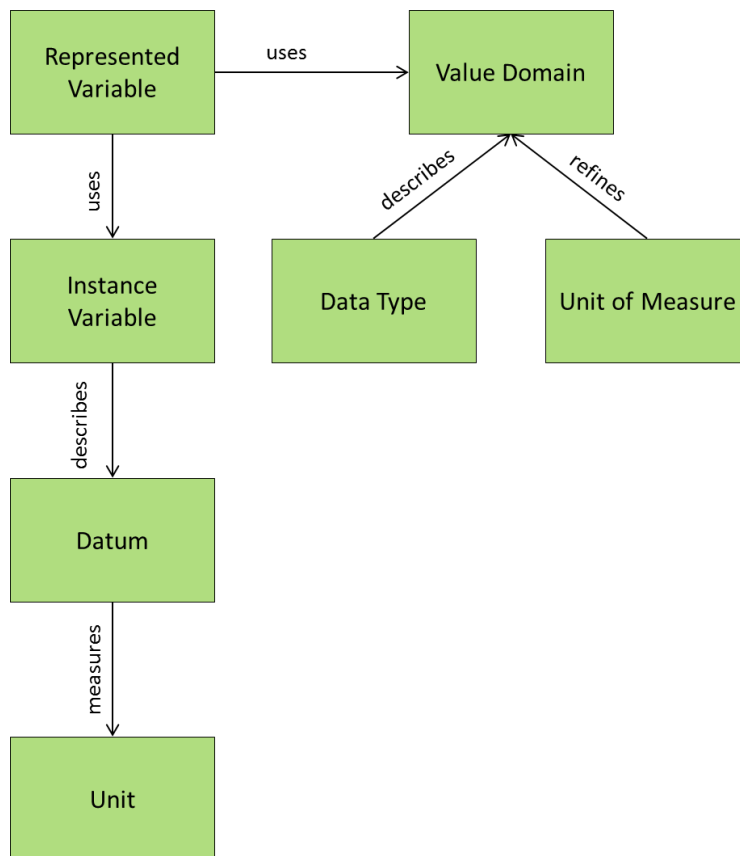 Represented
Variable
uses
Value Domain
uses
describes
refines
Instance
Variable
Data Type
Unit of Measure
describes
Datum
measures
Unit